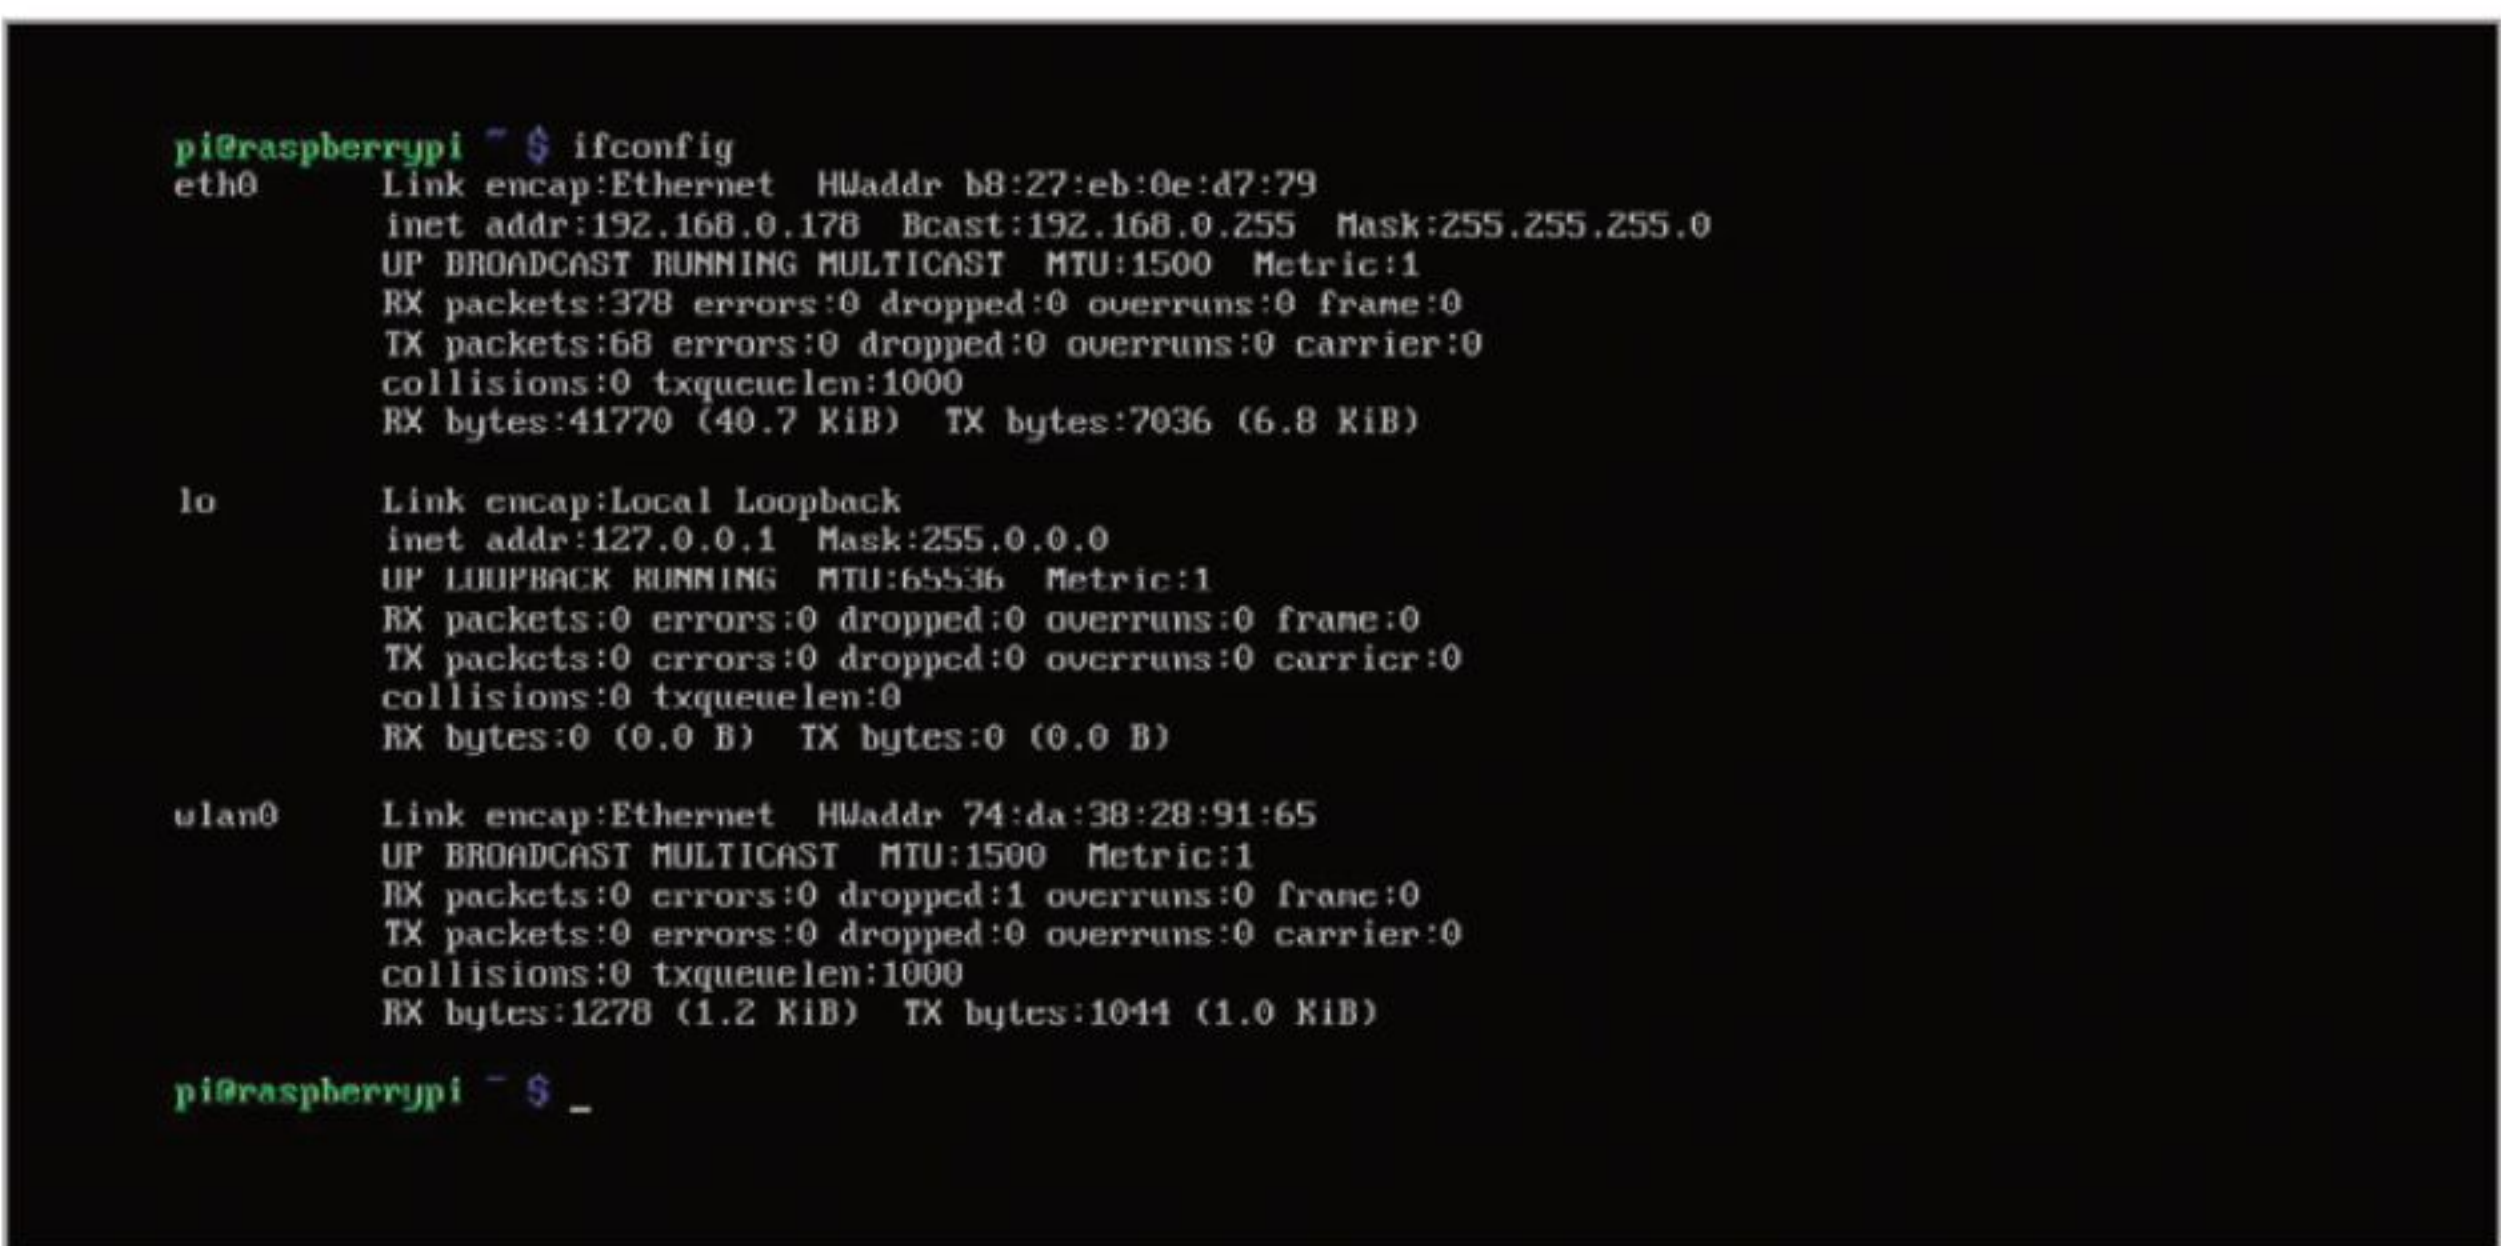 pi@raspberrypi ~ $ ifconfig
eth0      Link encap:Ethernet  HWaddr b8:27:eb:0e:d7:79
          inet addr:192.168.0.178  Bcast:192.168.0.255  Mask:255.255.255.0
          UP BROADCAST RUNNING MULTICAST  MTU:1500  Metric:1
          RX packets:378 errors:0 dropped:0 overruns:0 frame:0
          TX packets:68 errors:0 dropped:0 overruns:0 carrier:0
          collisions:0 txqueuelen:1000
          RX bytes:41770 (40.7 KiB)  TX bytes:7036 (6.8 KiB)
lo        Link encap:Local Loopback
          inet addr:127.0.0.1  Mask:255.0.0.0
          UP LOOPBACK RUNNING  MTU:65536  Metric:1
          RX packets:0 errors:0 dropped:0 overruns:0 frame:0
          TX packets:0 errors:0 dropped:0 overruns:0 carrier:0
          collisions:0 txqueuelen:0
          RX bytes:0 (0.0 B)  TX bytes:0 (0.0 B)
wlan0     Link encap:Ethernet  HWaddr 74:da:38:28:91:65
          UP BROADCAST MULTICAST  MTU:1500  Metric:1
          RX packets:0 errors:0 dropped:1 overruns:0 frame:0
          TX packets:0 errors:0 dropped:0 overruns:0 carrier:0
          collisions:0 txqueuelen:1000
          RX bytes:1278 (1.2 KiB)  TX bytes:1044 (1.0 KiB)
pi@raspberrypi ~ $ _